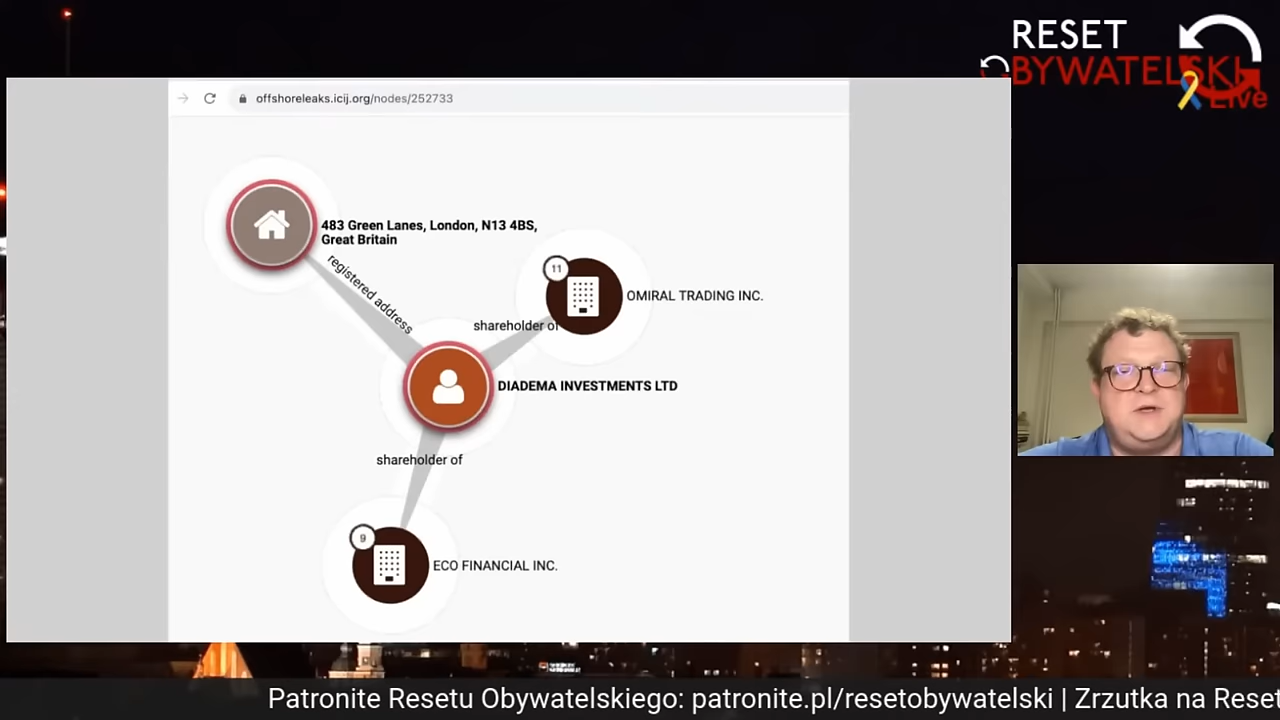 RESET
OBYWATELSKI
Live
offshoreleaks.icij.org/nodes/252733
483 Green Lanes, London, N13 4BS,
Great Britain
registered address
11
OMIRAL TRADING INC.
shareholder of
DIADEMA INVESTMENTS LTD
shareholder of
9
ECO FINANCIAL INC.
Patronite Resetu Obywatelskiego: patronite.pl/resetobywatelski | Zrzutka na Reset